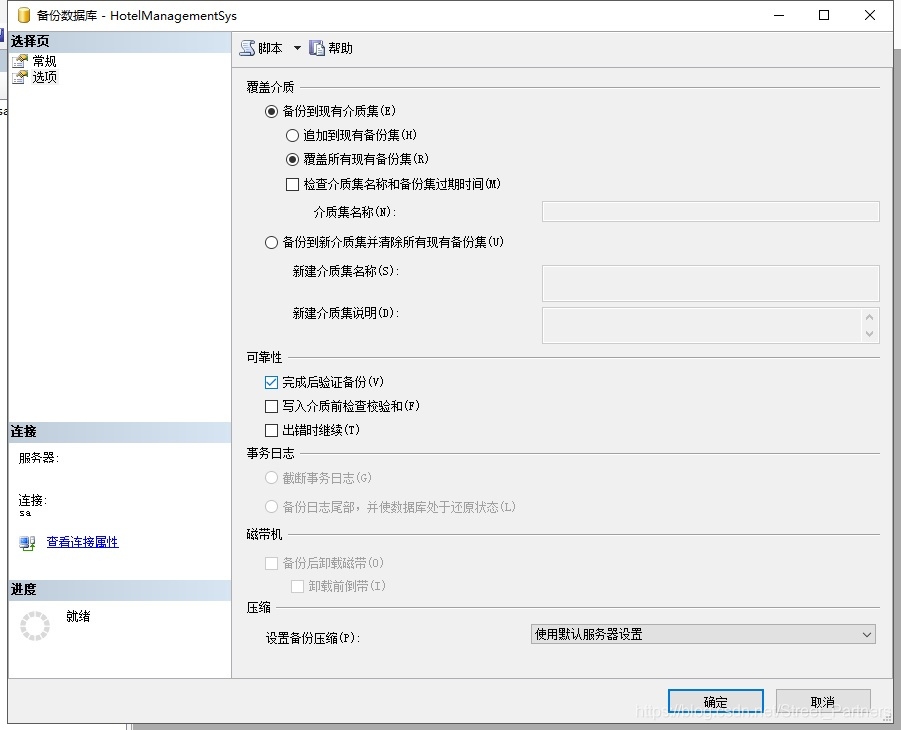 备份数据库 - HotelManagementSys
选择页
常规
选项
脚本
帮助
覆盖介质
备份到现有介质集(E)
追加到现有备份集(H)
覆盖所有现有备份集(R)
检查介质集名称和备份集过期时间(M)
介质集名称(N):
备份到新介质集并清除所有现有备份集(U)
新建介质集名称(S):
新建介质集说明(D):
可靠性
完成后验证备份(V)
写入介质前检查校验和(F)
出错时继续(T)
事务日志
截断事务日志(G)
备份日志尾部，并使数据库处于还原状态(L)
磁带机
备份后卸载磁带(O)
卸载前倒带(I)
压缩
设置备份压缩(P):
使用默认服务器设置
连接
服务器:
连接:
sa
查看连接属性
进度
就绪
确定
取消
https://blog.csdn.net/Street_Partners